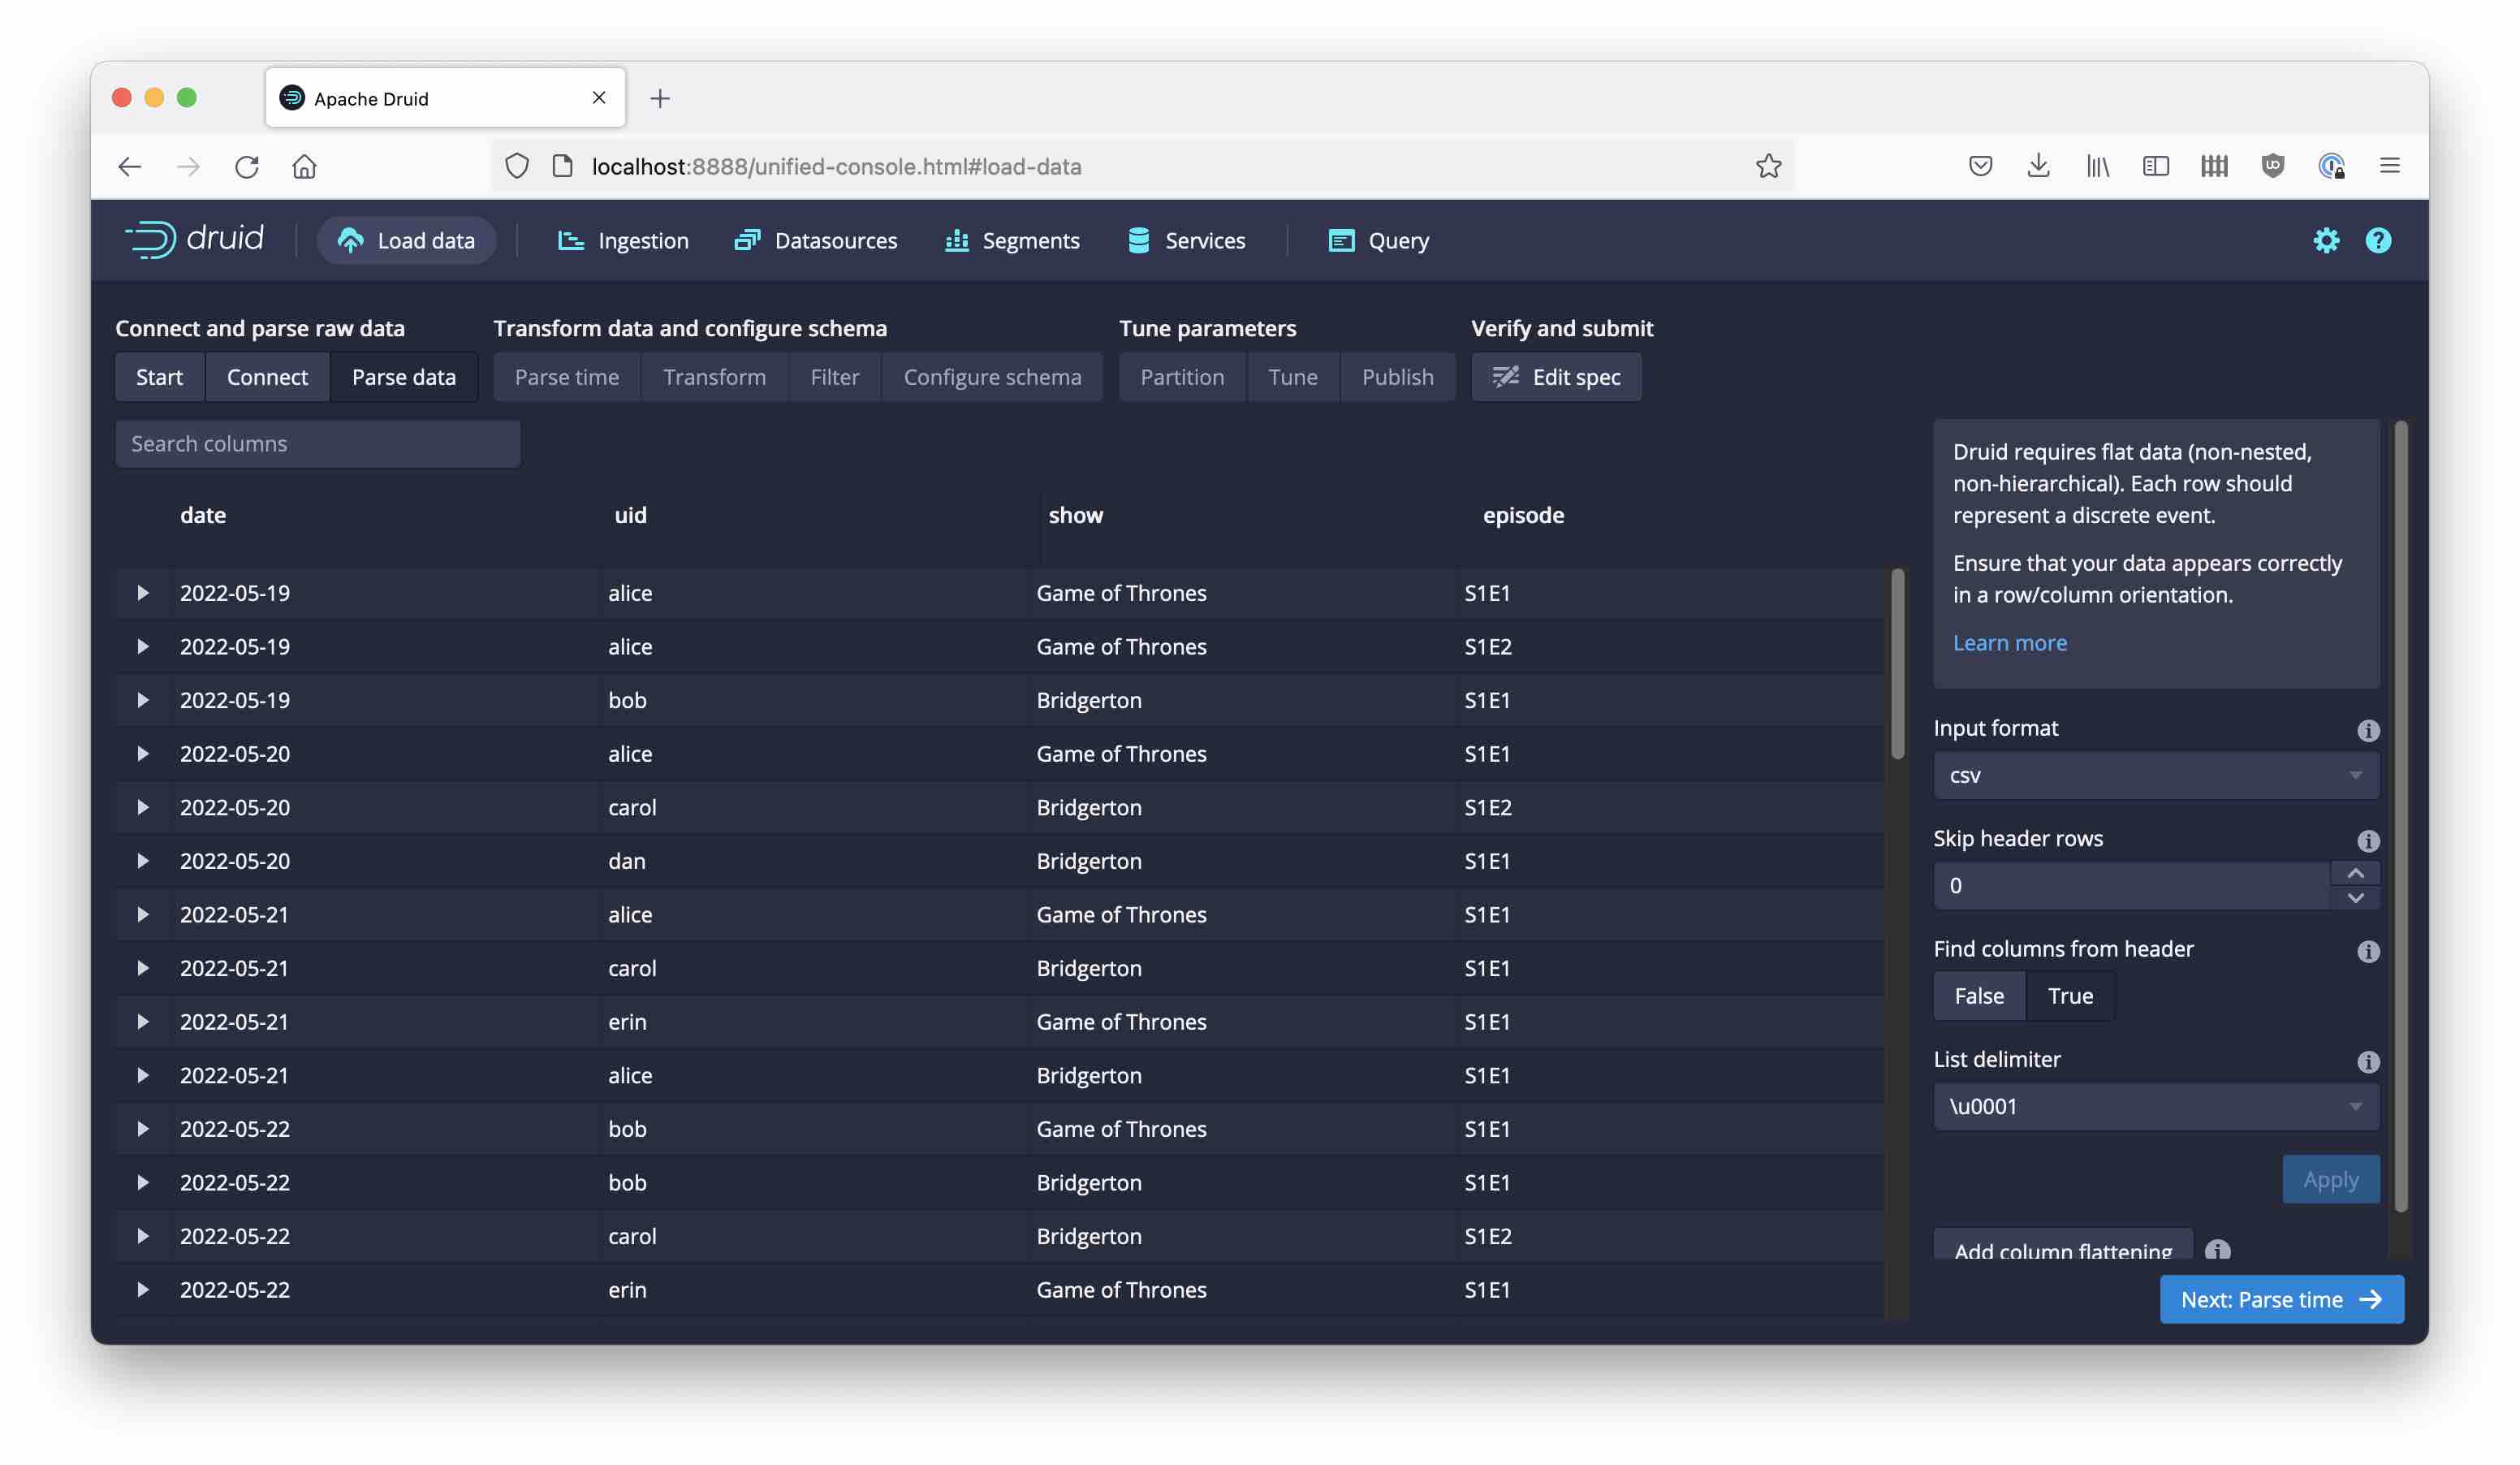 Apache Druid
localhost:8888/unified-console.html#load-data
druid
Load data
Ingestion
Datasources
Segments
Services
Query
Connect and parse raw data
Transform data and configure schema
Tune parameters
Verify and submit
Start
Connect
Parse data
Parse time
Transform
Filter
Configure schema
Partition
Tune
Publish
Edit spec
Search columns
date uid show episode
2022-05-19 alice Game of Thrones S1E1
2022-05-19 alice Game of Thrones S1E2
2022-05-19 bob Bridgerton S1E1
2022-05-20 alice Game of Thrones S1E1
2022-05-20 carol Bridgerton S1E2
2022-05-20 dan Bridgerton S1E1
2022-05-21 alice Game of Thrones S1E1
2022-05-21 carol Bridgerton S1E1
2022-05-21 erin Game of Thrones S1E1
2022-05-21 alice Bridgerton S1E1
2022-05-22 bob Game of Thrones S1E1
2022-05-22 bob Bridgerton S1E1
2022-05-22 carol Bridgerton S1E2
2022-05-22 erin Game of Thrones S1E1
Druid requires flat data (non-nested,
non-hierarchical). Each row should
represent a discrete event.
Ensure that your data appears correctly
in a row/column orientation.
Learn more
Input format
csv
Skip header rows
0
Find columns from header
False
True
List delimiter
\u0001
Apply
Add column flattening
Next: Parse time